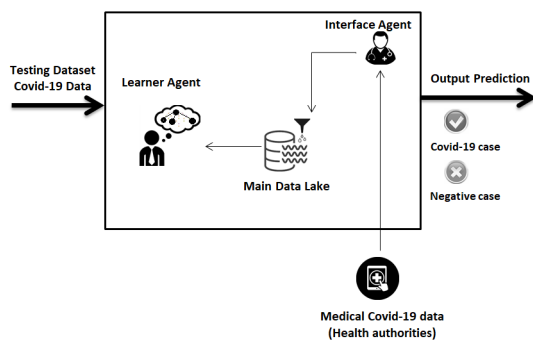 Interface Agent
Testing Dataset
Covid-19 Data
Learner Agent
Output Prediction
Covid-19 case
Main Data Lake
Negative case
Medical Covid-19 data
(Health authorities)